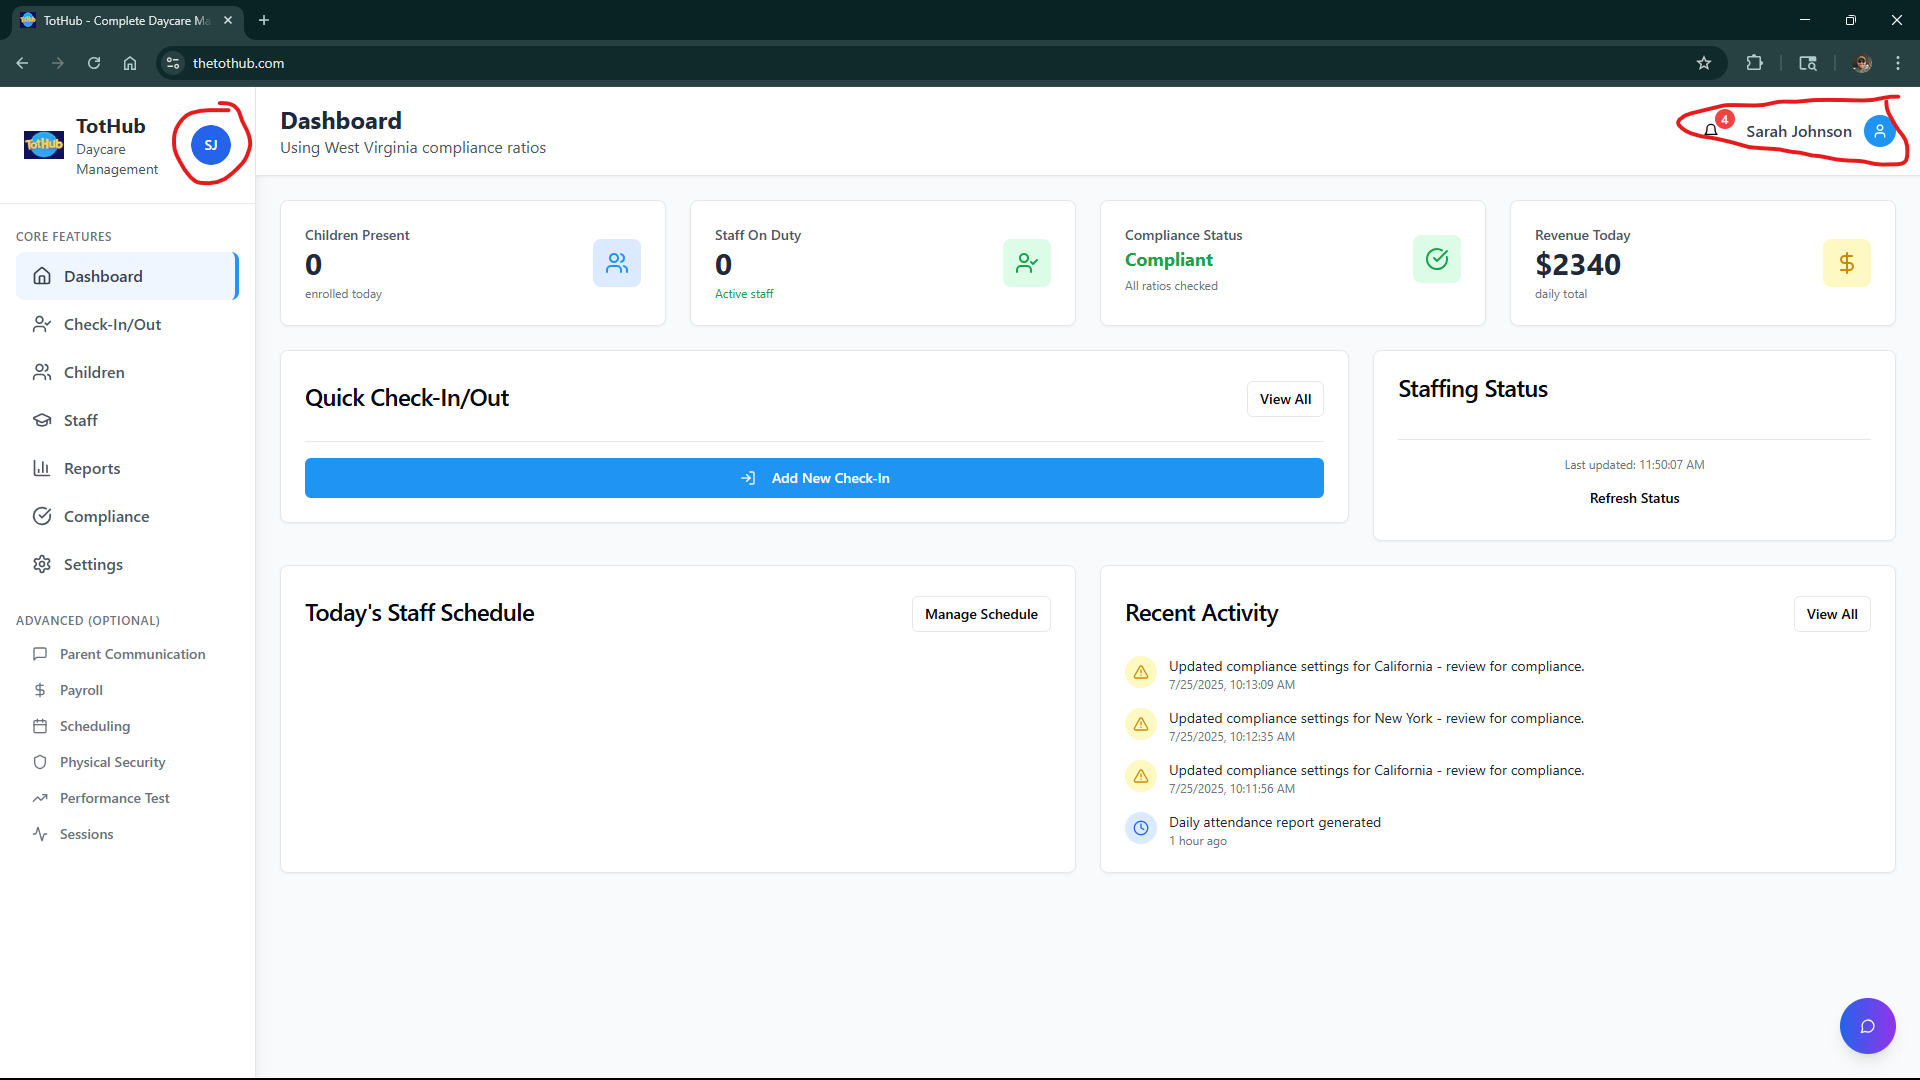 TotHub - Complete Daycare Ma
thetothub.com
TotHub
TotHub
Daycare
Management
SJ
Dashboard
Using West Virginia compliance ratios
4
Sarah Johnson
CORE FEATURES
Dashboard
Check-In/Out
Children
Staff
Reports
Compliance
Settings
ADVANCED (OPTIONAL)
Parent Communication
Payroll
Scheduling
Physical Security
Performance Test
Sessions
Children Present
0
enrolled today
Staff On Duty
0
Active staff
Compliance Status
Compliant
All ratios checked
Revenue Today
$2340
daily total
Quick Check-In/Out
View All
Add New Check-In
Staffing Status
Last updated: 11:50:07 AM
Refresh Status
Today's Staff Schedule
Manage Schedule
Recent Activity
View All
Updated compliance settings for California - review for compliance.
7/25/2025, 10:13:09 AM
Updated compliance settings for New York - review for compliance.
7/25/2025, 10:12:35 AM
Updated compliance settings for California - review for compliance.
7/25/2025, 10:11:56 AM
Daily attendance report generated
1 hour ago